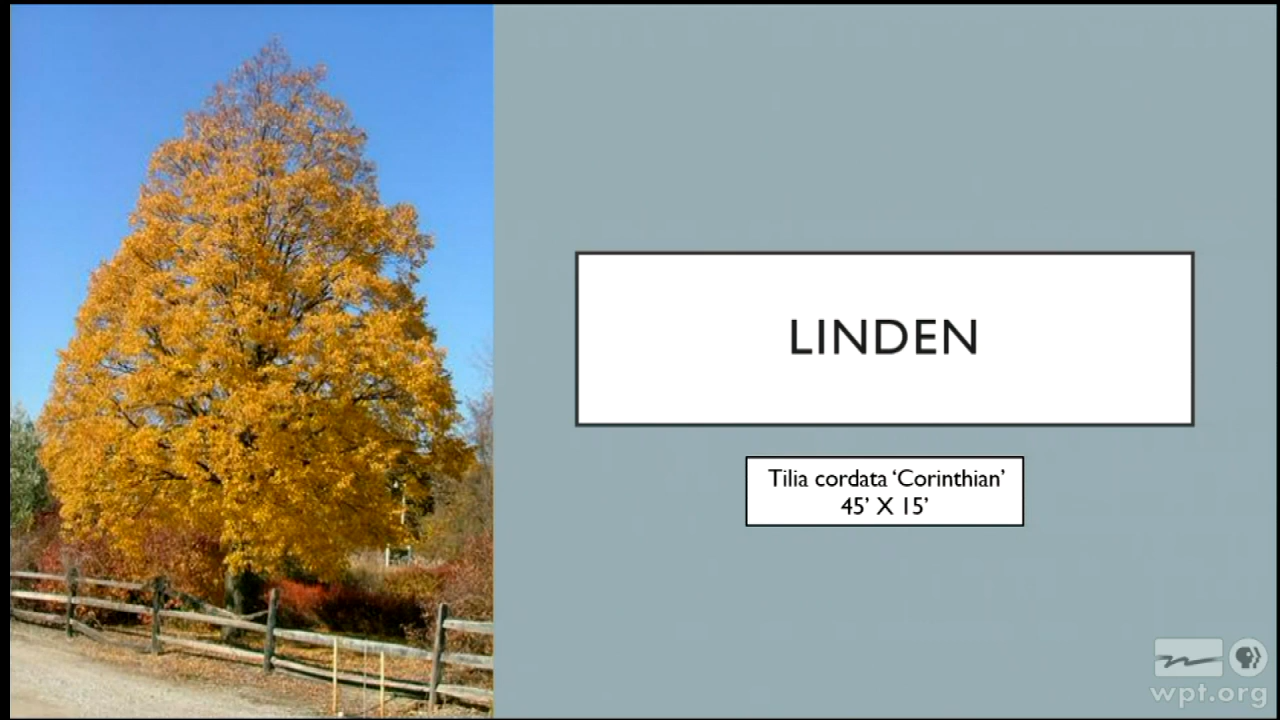 LINDEN
Tilia cordata ‘Corinthian’
45’ X 15’
wpt.org